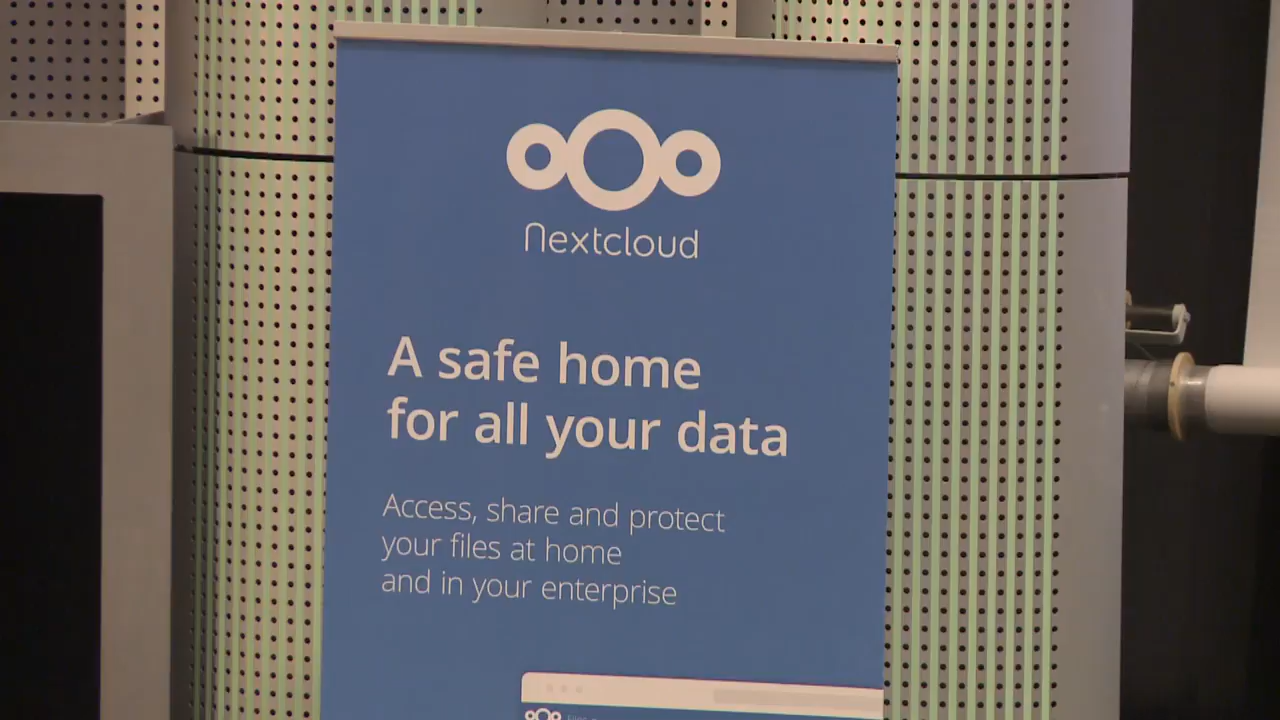 Nextcloud
A safe home
for all your data
Access, share and protect
your files at home
and in your enterprise